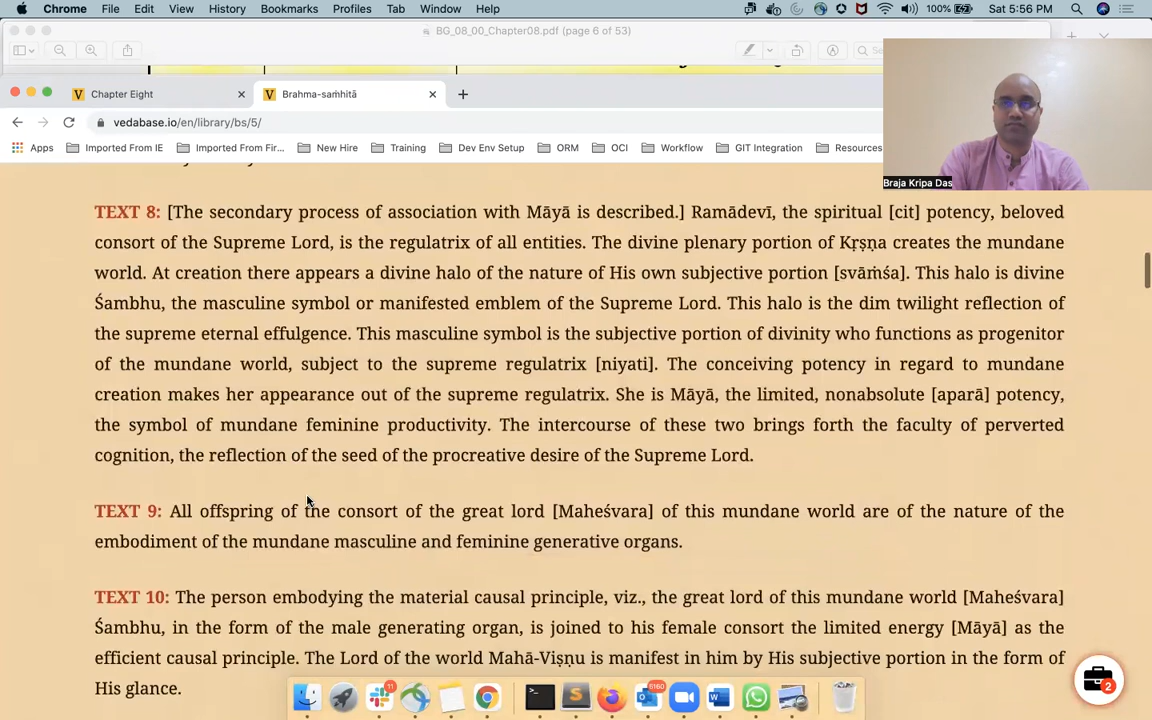 Chrome File Edit View History Bookmarks Profiles Tab Window Help 100% Sat 5:56 PM
BG_08_00_Chapter08.pdf (page 6 of 53)
Chapter Eight Brahma-saṁhitā
vedabase.io/en/library/bs/5/
Apps Imported From IE Imported From Fir... New Hire Training Dev Env Setup ORM OCI Workflow GIT Integration Resources
Braja Kripa Das
TEXT 8: [The secondary process of association with Māyā is described.] Ramādevī, the spiritual [cit] potency, beloved
consort of the Supreme Lord, is the regulatrix of all entities. The divine plenary portion of Kṛṣṇa creates the mundane
world. At creation there appears a divine halo of the nature of His own subjective portion [svāṁśa]. This halo is divine
Śambhu, the masculine symbol or manifested emblem of the Supreme Lord. This halo is the dim twilight reflection of
the supreme eternal effulgence. This masculine symbol is the subjective portion of divinity who functions as progenitor
of the mundane world, subject to the supreme regulatrix [niyati]. The conceiving potency in regard to mundane
creation makes her appearance out of the supreme regulatrix. She is Māyā, the limited, nonabsolute [aparā] potency,
the symbol of mundane feminine productivity. The intercourse of these two brings forth the faculty of perverted
cognition, the reflection of the seed of the procreative desire of the Supreme Lord.
TEXT 9: All offspring of the consort of the great lord [Maheśvara] of this mundane world are of the nature of the
embodiment of the mundane masculine and feminine generative organs.
TEXT 10: The person embodying the material causal principle, viz., the great lord of this mundane world [Maheśvara]
Śambhu, in the form of the male generating organ, is joined to his female consort the limited energy [Māyā] as the
efficient causal principle. The Lord of the world Mahā-Viṣṇu is manifest in him by His subjective portion in the form of
His glance.
11
6160
2